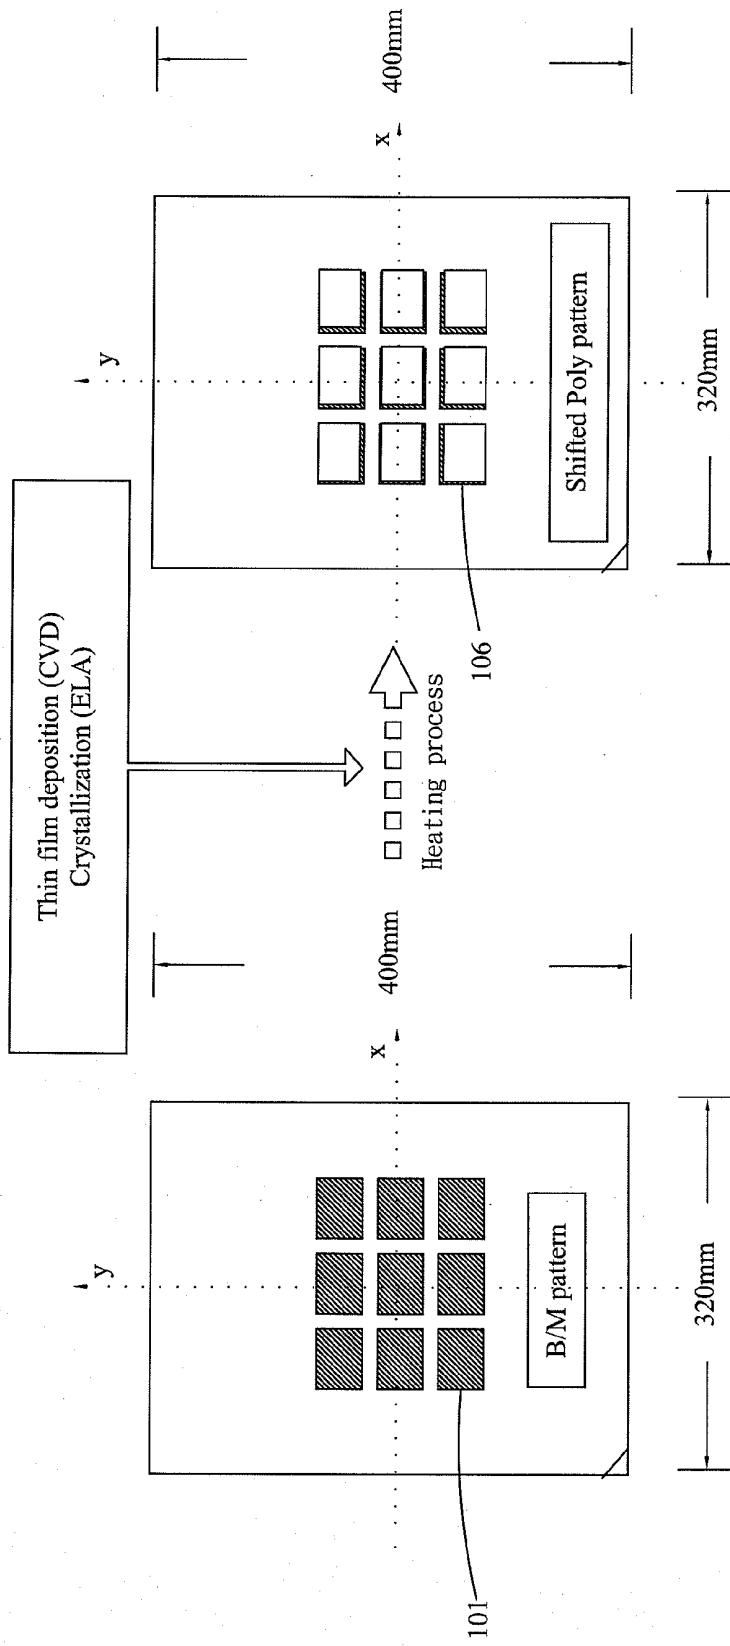 Thin film deposition (CVD)
Crystallization (ELA)
y
x
400mm
B/M pattern
320mm
101
Heating process
y
x
400mm
Shifted Poly pattern
320mm
106